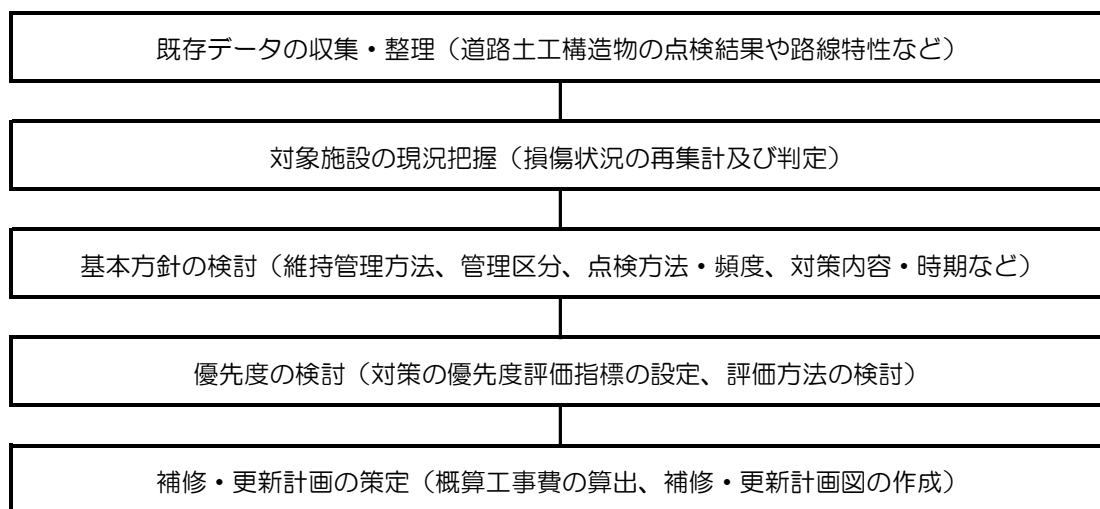 既存データの収集・整理（道路土工構造物の点検結果や路線特性など）
対象施設の現況把握（損傷状況の再集計及び判定）
基本方針の検討（維持管理方法、管理区分、点検方法・頻度、対策内容・時期など）
優先度の検討（対策の優先度評価指標の設定、評価方法の検討）
補修・更新計画の策定（概算工事費の算出、補修・更新計画図の作成）